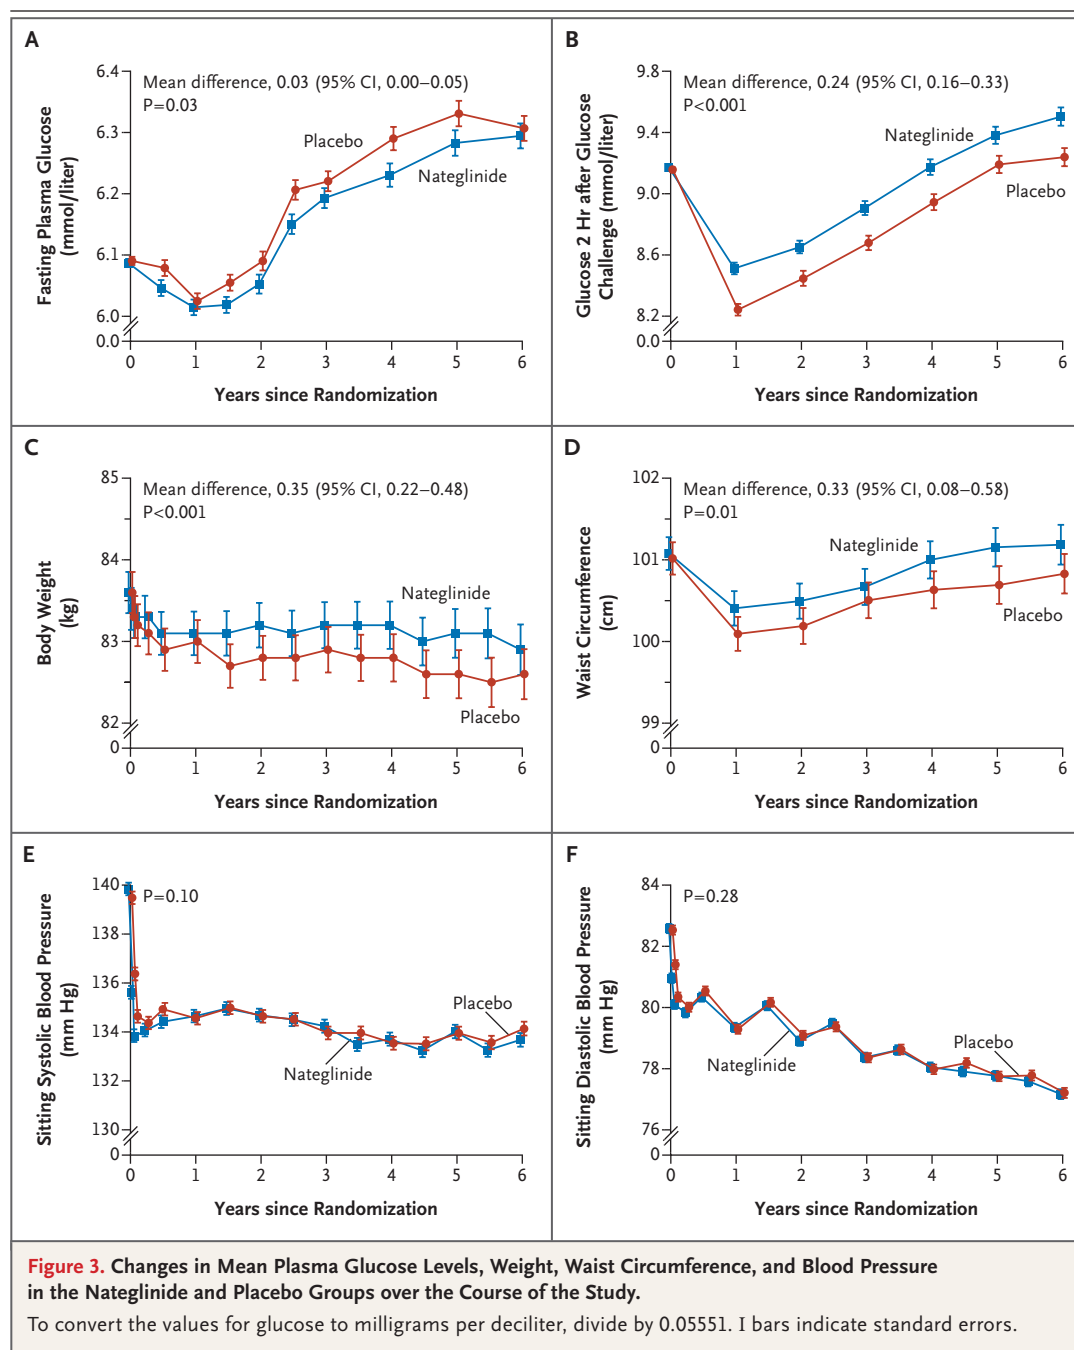 A
Mean difference, 0.03 (95% CI, 0.00–0.05)
P=0.03
Placebo
Nateglinide
Fasting Plasma Glucose
(mmol/liter)
6.4
6.3
6.2
6.1
6.0
0.0
0 1 2 3 4 5 6
Years since Randomization
B
Mean difference, 0.24 (95% CI, 0.16–0.33)
P<0.001
Nateglinide
Placebo
Glucose 2 Hr after Glucose
Challenge (mmol/liter)
9.8
9.4
9.0
8.6
8.2
0.0
0 1 2 3 4 5 6
Years since Randomization
C
Mean difference, 0.35 (95% CI, 0.22–0.48)
P<0.001
Nateglinide
Placebo
Body Weight
(kg)
85
84
83
82
0
0 1 2 3 4 5 6
Years since Randomization
D
Mean difference, 0.33 (95% CI, 0.08–0.58)
P=0.01
Nateglinide
Placebo
Waist Circumference
(cm)
102
101
100
99
0
0 1 2 3 4 5 6
Years since Randomization
E
P=0.10
Placebo
Nateglinide
Sitting Systolic Blood Pressure
(mm Hg)
140
138
136
134
132
130
0
0 1 2 3 4 5 6
Years since Randomization
F
P=0.28
Placebo
Nateglinide
Sitting Diastolic Blood Pressure
(mm Hg)
84
82
80
78
76
0
0 1 2 3 4 5 6
Years since Randomization
Figure 3. Changes in Mean Plasma Glucose Levels, Weight, Waist Circumference, and Blood Pressure
in the Nateglinide and Placebo Groups over the Course of the Study.
To convert the values for glucose to milligrams per deciliter, divide by 0.05551. I bars indicate standard errors.